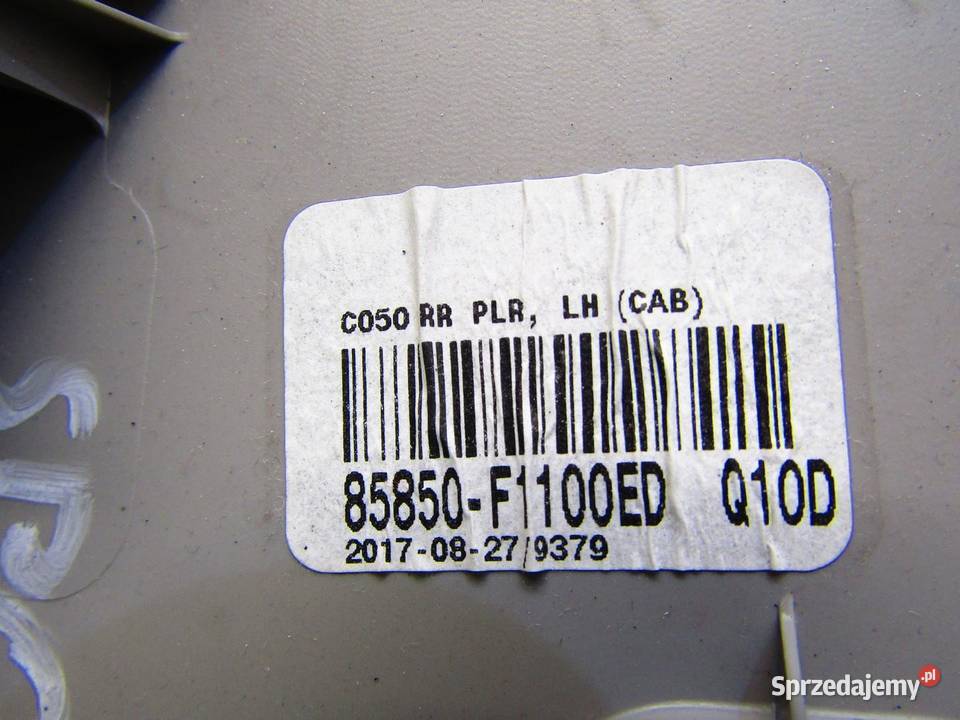 C050 RR PLR, LH (CAB)
85850-F1100ED Q10D
2017-08-27/9379
Sprzedajemy.pl